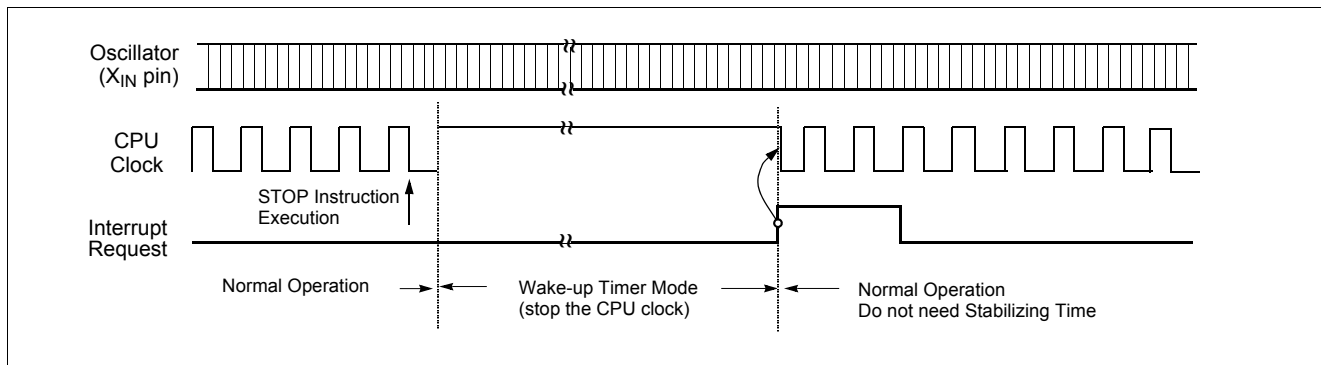 Oscillator
(XIN pin)
CPU
Clock
STOP Instruction
Execution
Interrupt
Request
Normal Operation
Wake-up Timer Mode
(stop the CPU clock)
Normal Operation
Do not need Stabilizing Time